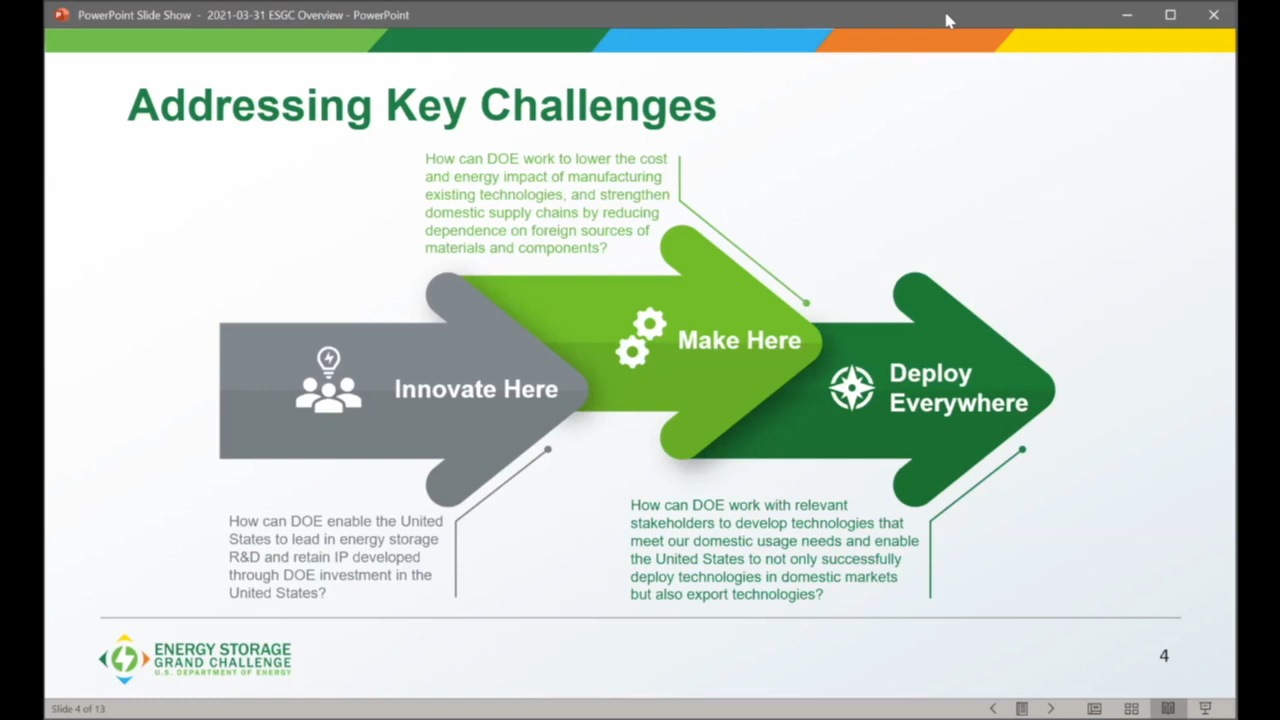 PowerPoint Slide Show - 2021-03-31 ESGC Overview - PowerPoint
Addressing Key Challenges
How can DOE work to lower the cost
and energy impact of manufacturing
existing technologies, and strengthen
domestic supply chains by reducing
dependence on foreign sources of
materials and components?
Innovate Here
Make Here
Deploy
Everywhere
How can DOE enable the United
States to lead in energy storage
R&D and retain IP developed
through DOE investment in the
United States?
How can DOE work with relevant
stakeholders to develop technologies that
meet our domestic usage needs and enable
the United States to not only successfully
deploy technologies in domestic markets
but also export technologies?
ENERGY STORAGE
GRAND CHALLENGE
U.S. DEPARTMENT OF ENERGY
4
Slide 4 of 13